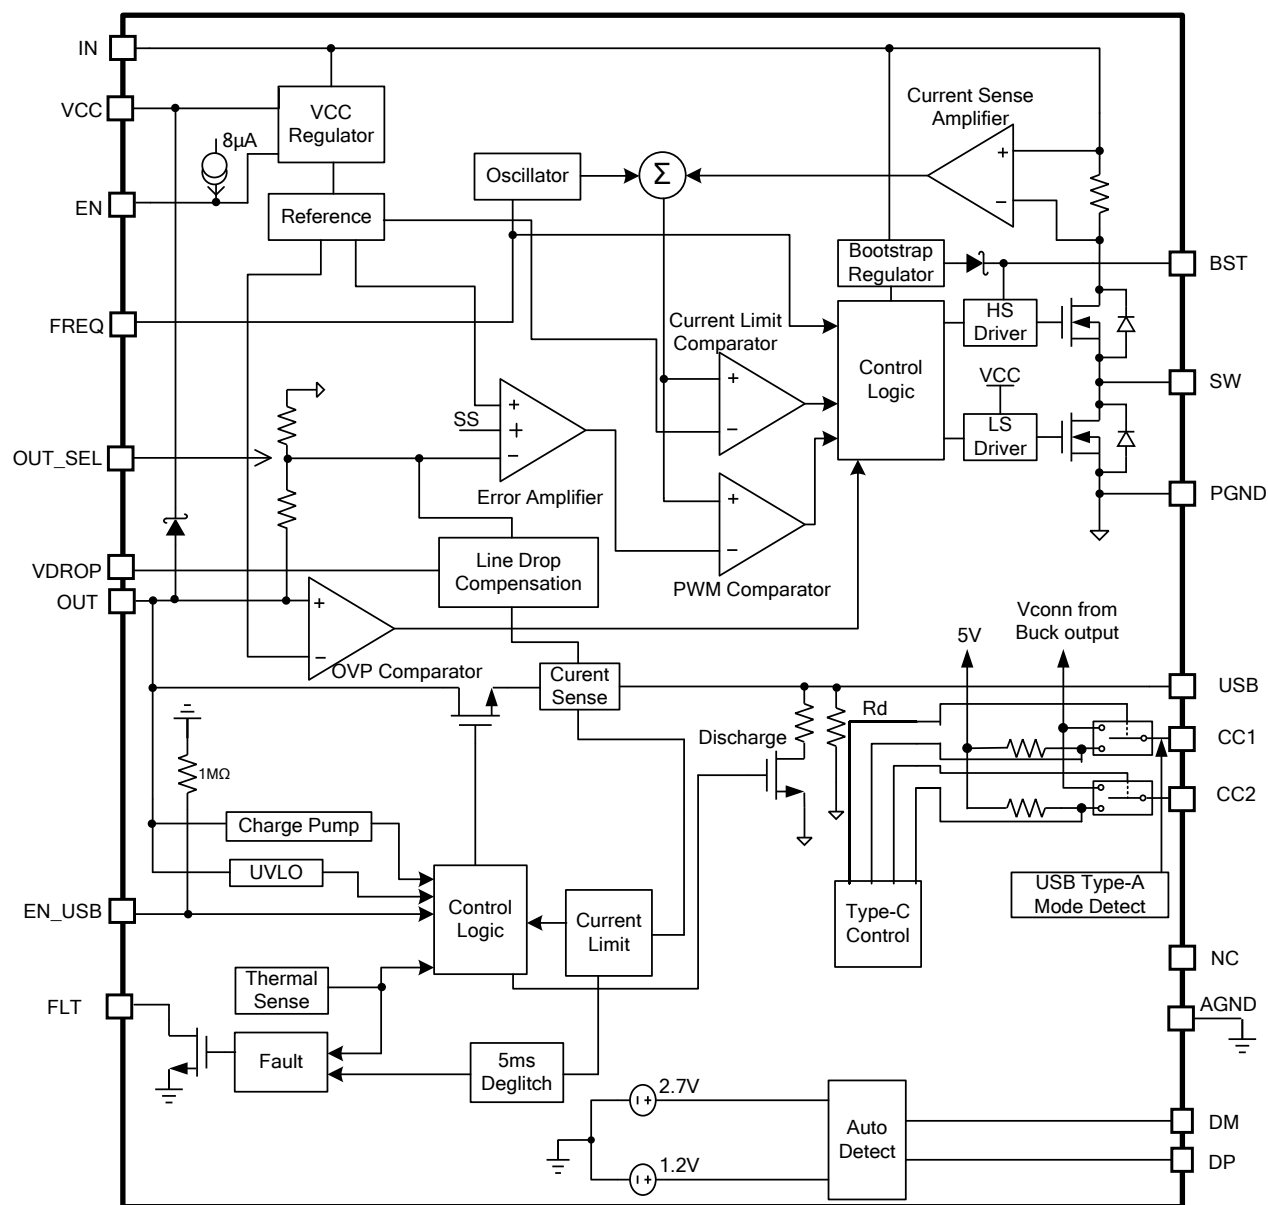 IN
VCC
VCC
Regulator
8µA
EN
Reference
Oscillator
Σ
Current Sense
Amplifier
+
−
Bootstrap
Regulator
BST
FREQ
HS
Driver
Current Limit
Comparator
+
−
Control
Logic
SW
VCC
LS
Driver
OUT_SEL
SS
+
+
−
Error Amplifier
PGND
+
−
PWM Comparator
VDROP
Line Drop
Compensation
OUT
+
−
OVP Comparator
Curent
Sense
Vconn from
Buck output
5V
USB
Rd
CC1
Discharge
1MΩ
CC2
Charge Pump
UVLO
EN_USB
Control
Logic
Current
Limit
Type-C
Control
USB Type-A
Mode Detect
NC
Thermal
Sense
FLT
AGND
Fault
5ms
Deglitch
2.7V
1.2V
Auto
Detect
DM
DP